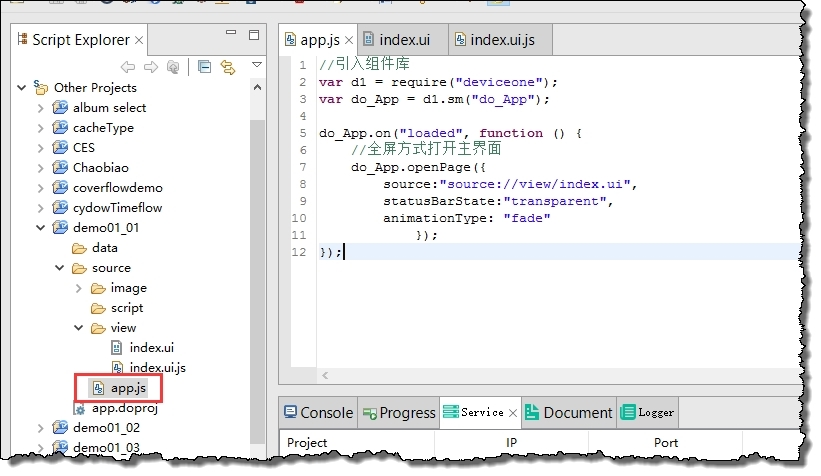 Script Explorer
Other Projects
album select
cacheType
CES
Chaobiao
coverflowdemo
cydowTimeflow
demo01_01
data
source
image
script
view
index.ui
index.ui.js
app.js
app.doproj
demo01_02
demo01_03
app.js index.ui index.ui.js
1 //引入组件库
2 var d1 = require("deviceone");
3 var do_App = d1.sm("do_App");
4
5 do_App.on("loaded", function () {
6 //全屏方式打开主界面
7 do_App.openPage({
8 source:"source://view/index.ui",
9 statusBarState:"transparent",
10 animationType: "fade"
11 });
12 });
Console Progress Service Document Logger
Project IP Port